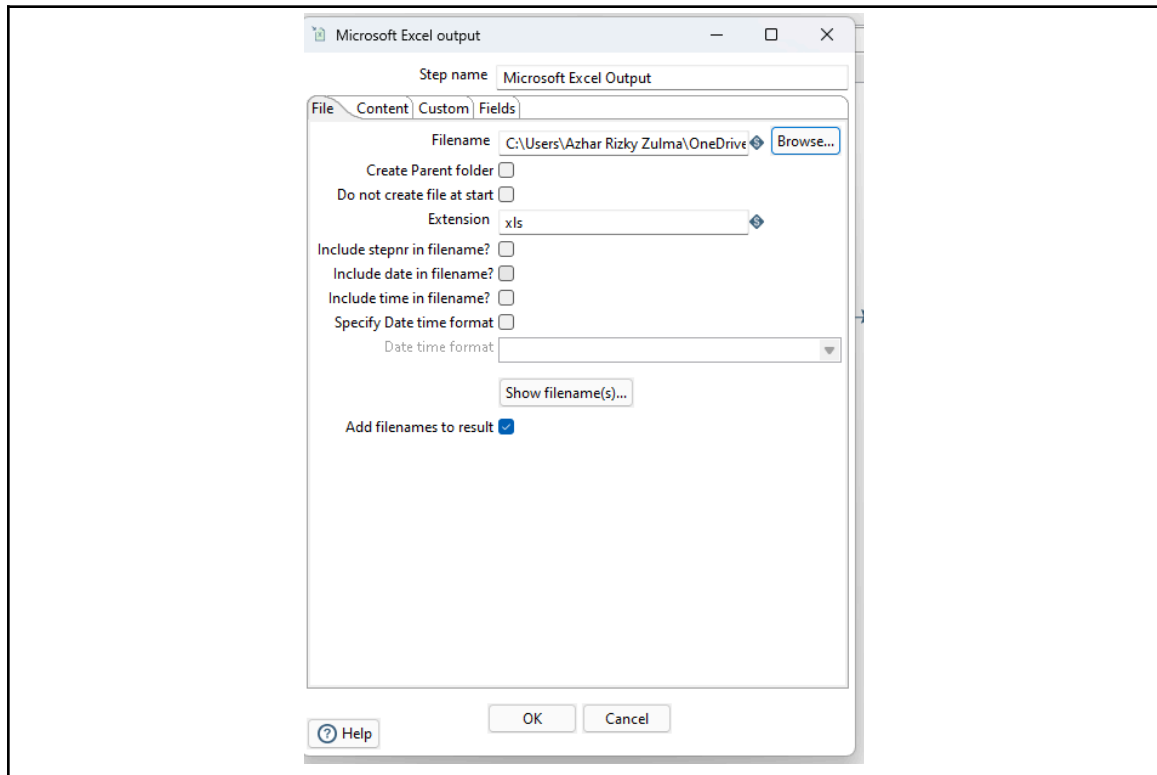 Microsoft Excel output
Step name Microsoft Excel Output
File Content Custom Fields
Filename C:\Users\Azhar Rizky Zulma\OneDrive Browse...
Create Parent folder
Do not create file at start
Extension xls
Include stepnr in filename?
Include date in filename?
Include time in filename?
Specify Date time format
Date time format
Show filename(s)...
Add filenames to result
OK Cancel
Help